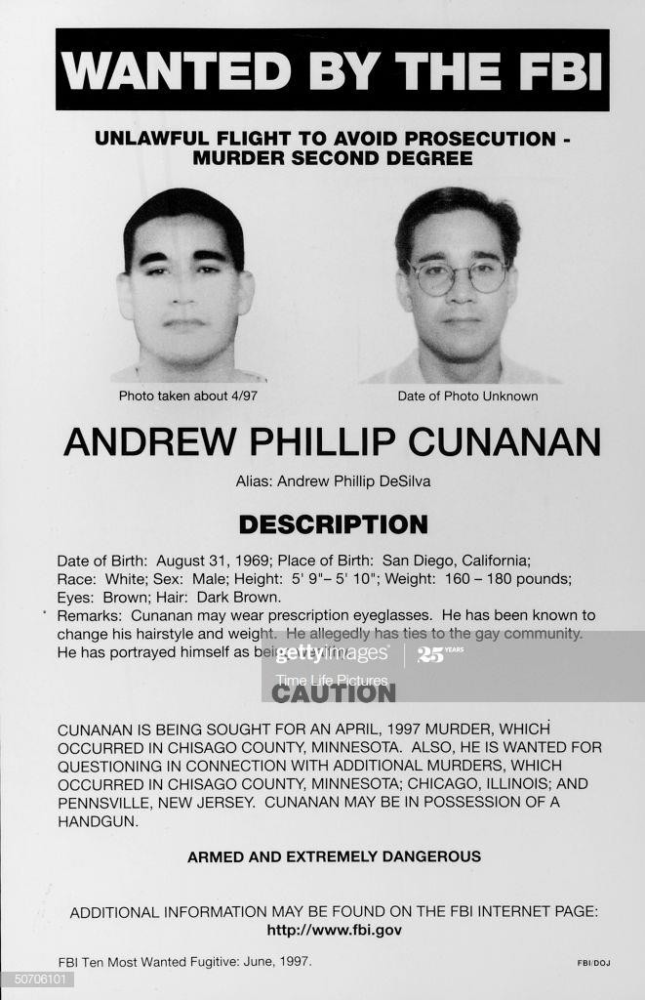 WANTED BY THE FBI
UNLAWFUL FLIGHT TO AVOID PROSECUTION -
MURDER SECOND DEGREE
Photo taken about 4/97
Date of Photo Unknown
ANDREW PHILLIP CUNANAN
Alias: Andrew Phillip DeSilva
DESCRIPTION
Date of Birth: August 31, 1969; Place of Birth: San Diego, California;
Race: White; Sex: Male; Height: 5' 9"– 5' 10"; Weight: 160 – 180 pounds;
Eyes: Brown; Hair: Dark Brown.
Remarks: Cunanan may wear prescription eyeglasses. He has been known to
change his hairstyle and weight. He allegedly has ties to the gay community.
He has portrayed himself as being wealthy.
gettyimages® 25 YEARS
Time Life Pictures
CAUTION
CUNANAN IS BEING SOUGHT FOR AN APRIL, 1997 MURDER, WHICH
OCCURRED IN CHISAGO COUNTY, MINNESOTA. ALSO, HE IS WANTED FOR
QUESTIONING IN CONNECTION WITH ADDITIONAL MURDERS, WHICH
OCCURRED IN CHISAGO COUNTY, MINNESOTA; CHICAGO, ILLINOIS; AND
PENNSVILLE, NEW JERSEY. CUNANAN MAY BE IN POSSESSION OF A
HANDGUN.
ARMED AND EXTREMELY DANGEROUS
ADDITIONAL INFORMATION MAY BE FOUND ON THE FBI INTERNET PAGE:
http://www.fbi.gov
FBI Ten Most Wanted Fugitive: June, 1997.
FBI/DOJ
50706101